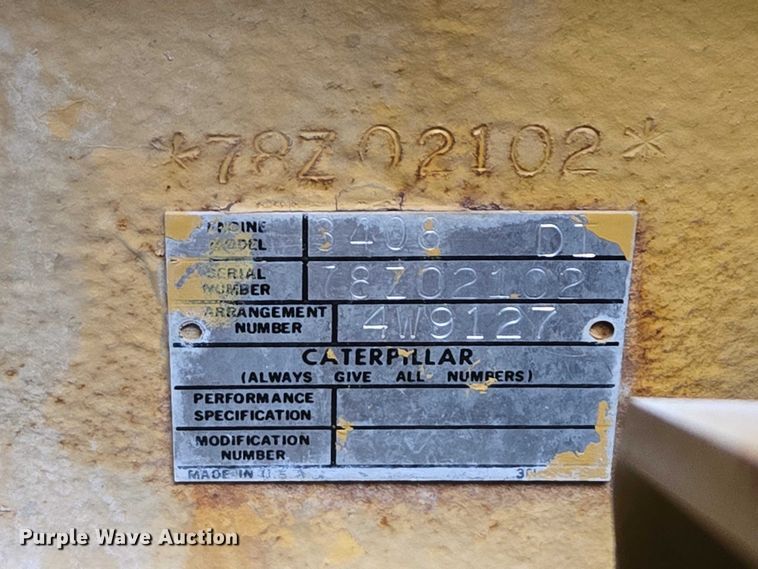 *78Z02102*
ENGINE MODEL 3408 DI
SERIAL NUMBER 78Z02102
ARRANGEMENT NUMBER 4W9127
CATERPILLAR
(ALWAYS GIVE ALL NUMBERS)
PERFORMANCE SPECIFICATION
MODIFICATION NUMBER
MADE IN U.S.A.
Purple Wave Auction